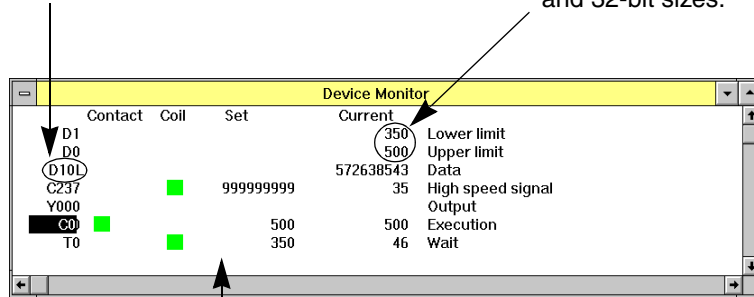 and 32-bit sizes.
Device Monitor
Contact Coil Set Current
D1 350 Lower limit
D0 500 Upper limit
D10L 572638543 Data
C237 999999999 35 High speed signal
Y000 Output
C0 500 500 Execution
T0 350 46 Wait